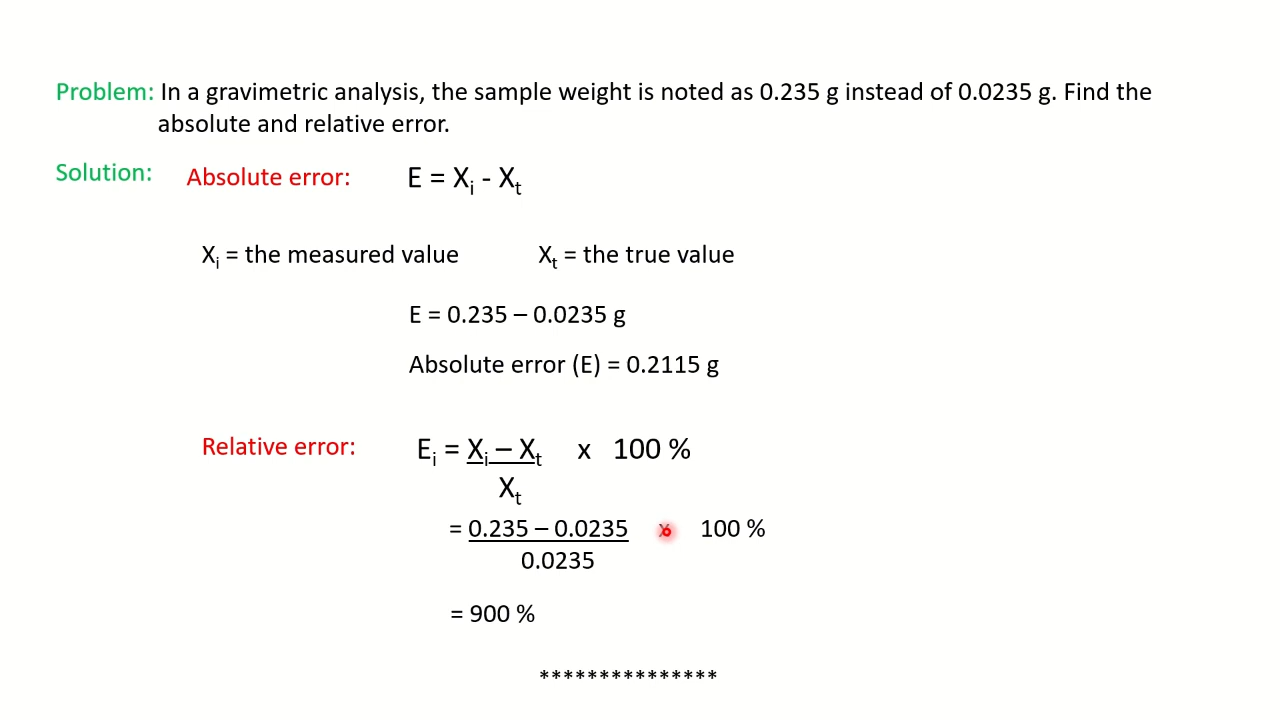 Problem: In a gravimetric analysis, the sample weight is noted as 0.235 g instead of 0.0235 g. Find the
absolute and relative error.
Solution: Absolute error: E = Xi - Xt
Xi = the measured value Xt = the true value
E = 0.235 – 0.0235 g
Absolute error (E) = 0.2115 g
Relative error: Ei = Xi – Xt x 100 %
Xt
= 0.235 – 0.0235 x 100 %
0.0235
= 900 %
***************